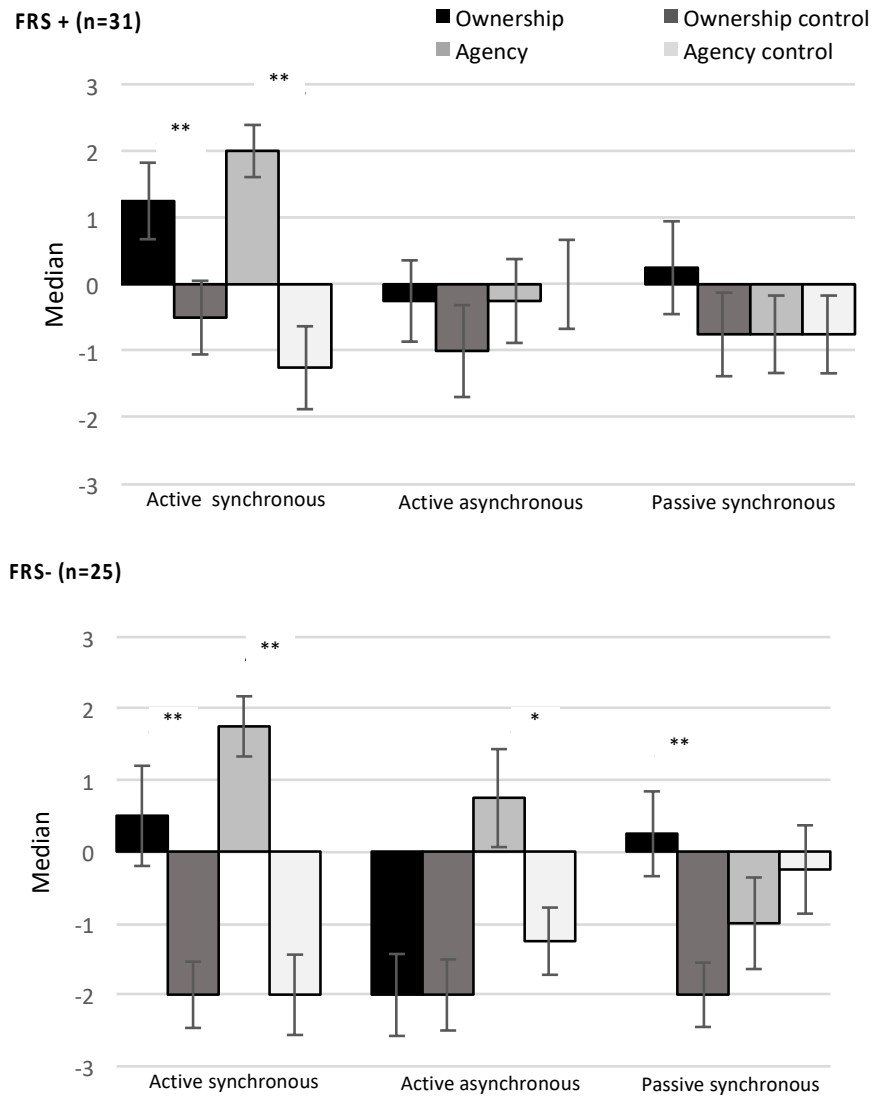 FRS + (n=31)
Ownership
Ownership control
Agency
Agency control
**
**
3
2
1
0
-1
-2
-3
Median
Active synchronous
Active asynchronous
Passive synchronous
FRS- (n=25)
**
**
*
**
3
2
1
0
-1
-2
-3
Median
Active synchronous
Active asynchronous
Passive synchronous